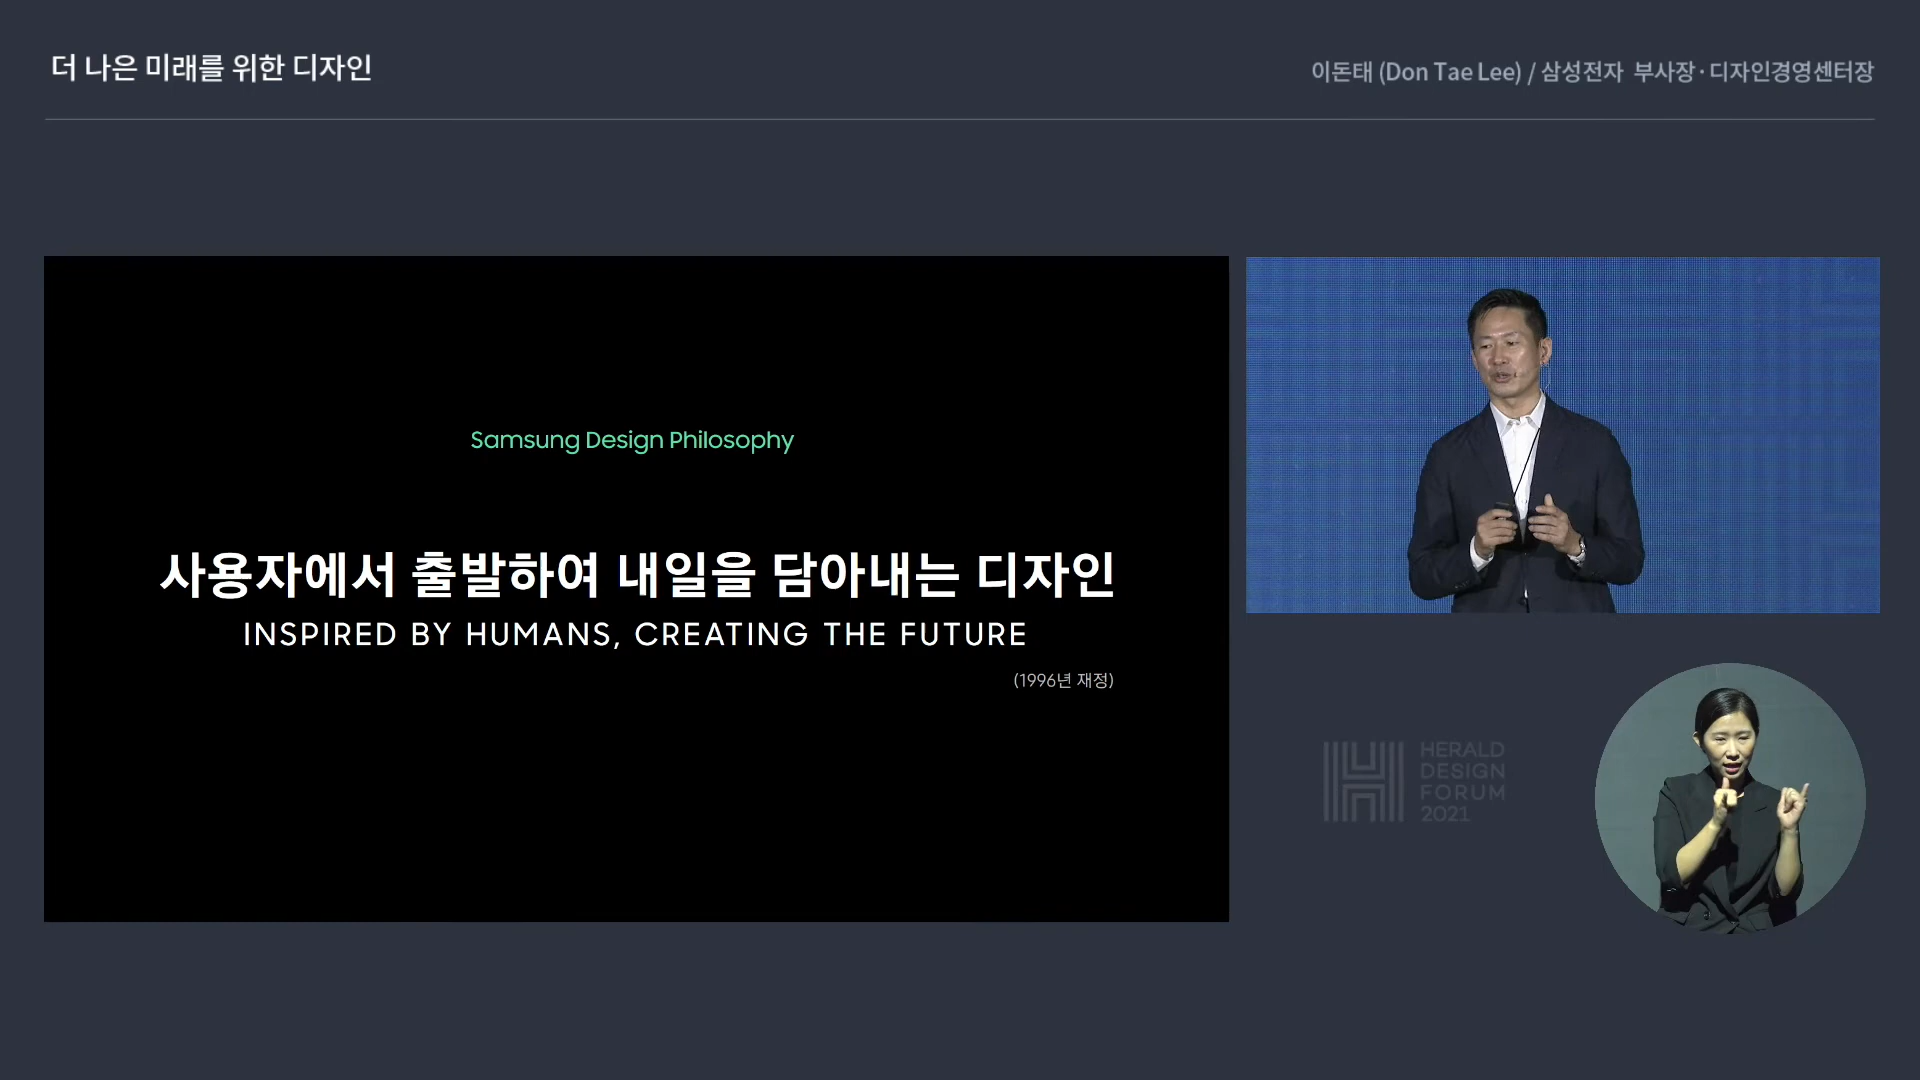 더 나은 미래를 위한 디자인
이돈태 (Don Tae Lee) / 삼성전자 부사장·디자인경영센터장
Samsung Design Philosophy
사용자에서 출발하여 내일을 담아내는 디자인
INSPIRED BY HUMANS, CREATING THE FUTURE
(1996년 재정)
HERALD
DESIGN
FORUM
2021